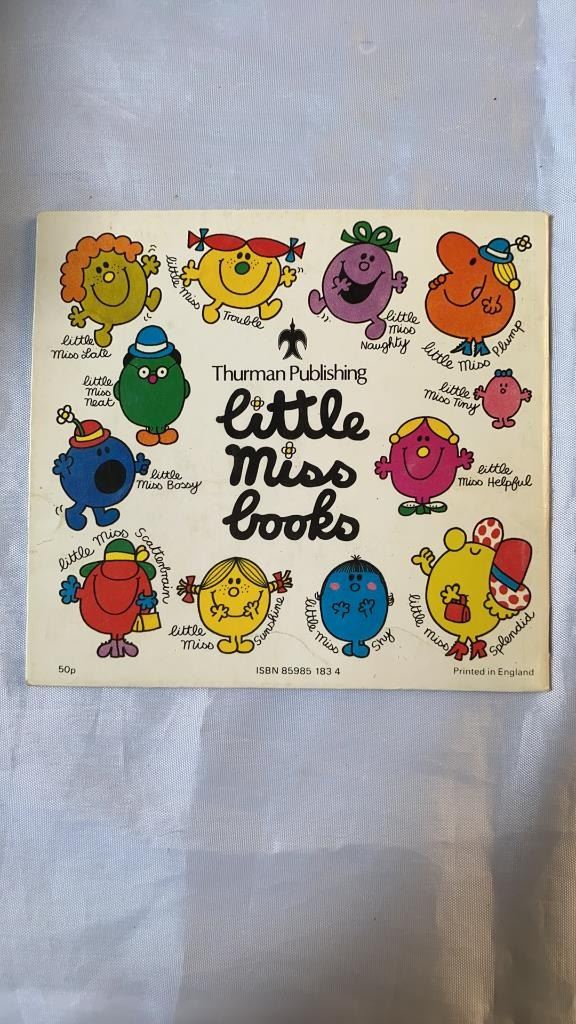 little
Miss Late
little Miss Trouble
little
Miss
Naughty
little Miss Plump
Thurman Publishing
little
Miss
Neat
little
Miss Tiny
little
Miss
books
little
Miss Bossy
little
Miss Helpful
little Miss Scatterbrain
little
Miss Sunshine
little Miss Shy
little Miss Splendid
50p
ISBN 85985 183 4
Printed in England